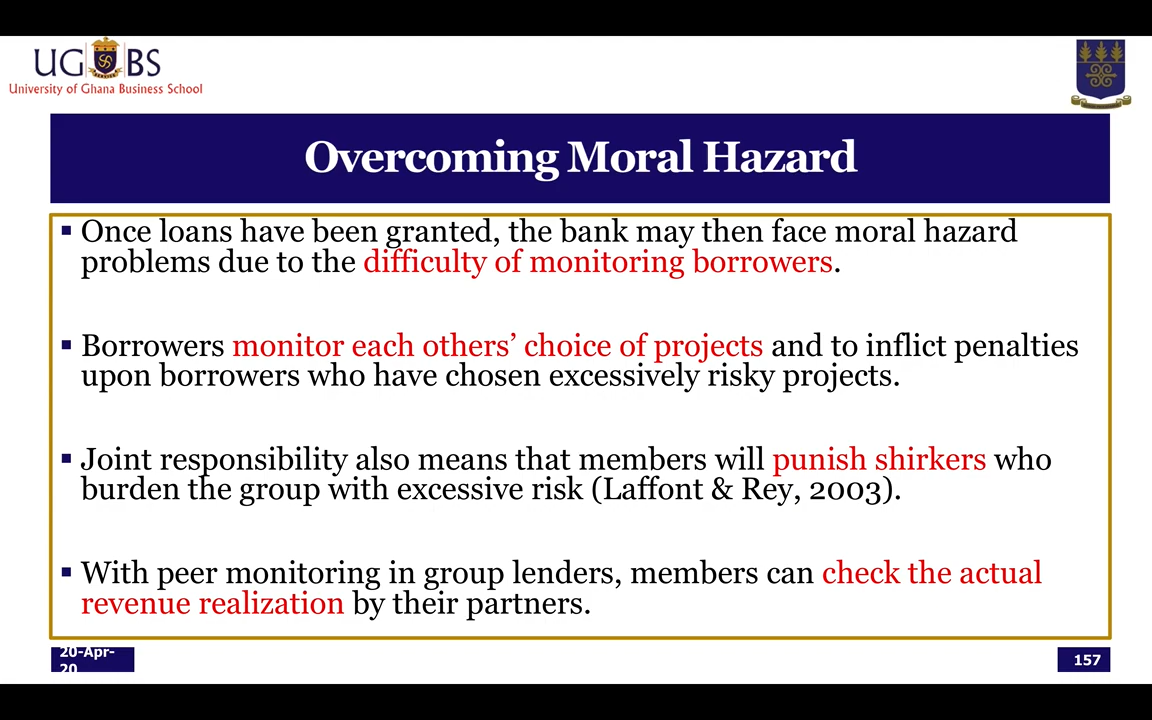 UG BS
University of Ghana Business School
Overcoming Moral Hazard
▪ Once loans have been granted, the bank may then face moral hazard
problems due to the difficulty of monitoring borrowers.
▪ Borrowers monitor each others’ choice of projects and to inflict penalties
upon borrowers who have chosen excessively risky projects.
▪ Joint responsibility also means that members will punish shirkers who
burden the group with excessive risk (Laffont & Rey, 2003).
▪ With peer monitoring in group lenders, members can check the actual
revenue realization by their partners.
20-Apr-
20
157